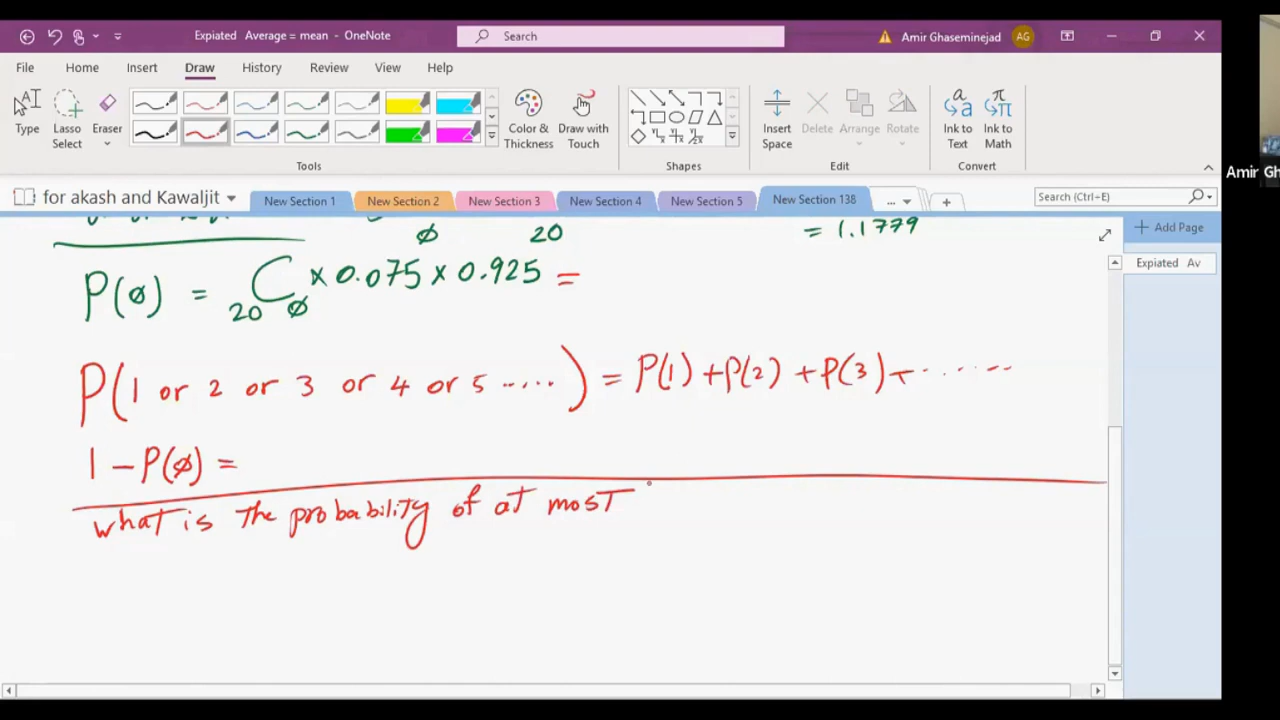 Expiated Average = mean - OneNote
Search
Amir Ghaseminejad
AG
File Home Insert Draw History Review View Help
Type
Lasso Select
Eraser
Color & Thickness
Draw with Touch
Insert Space
Delete
Arrange
Rotate
Ink to Text
Ink to Math
Tools
Shapes
Edit
Convert
Amir Gh
for akash and Kawaljit
New Section 1
New Section 2
New Section 3
New Section 4
New Section 5
New Section 138
...
Search (Ctrl+E)
Add Page
Expiated Av
ø 20 = 1.1779
P(ø) = 20Cø × 0.075 × 0.925 =
P(1 or 2 or 3 or 4 or 5 .....) = P(1) + P(2) + P(3) + ......
1 - P(ø) =
what is the probability of at most